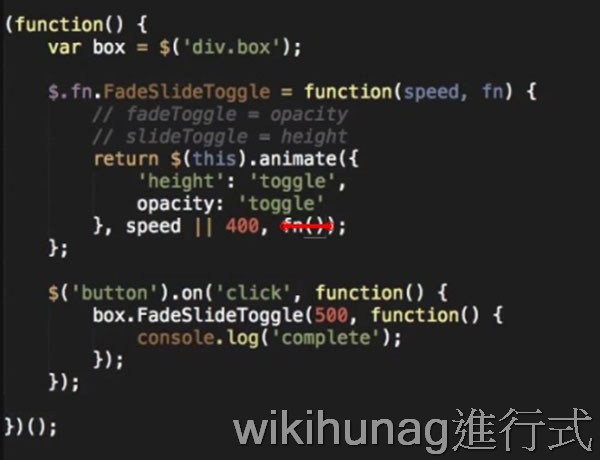 (function() {
    var box = $('div.box');
    $.fn.FadeSlideToggle = function(speed, fn) {
        // fadeToggle = opacity
        // slideToggle = height
        return $(this).animate({
            'height': 'toggle',
            opacity: 'toggle'
        }, speed || 400, fn());
    };
    $('button').on('click', function() {
        box.FadeSlideToggle(500, function() {
            console.log('complete');
        });
    });
})();
wikihunag進行式